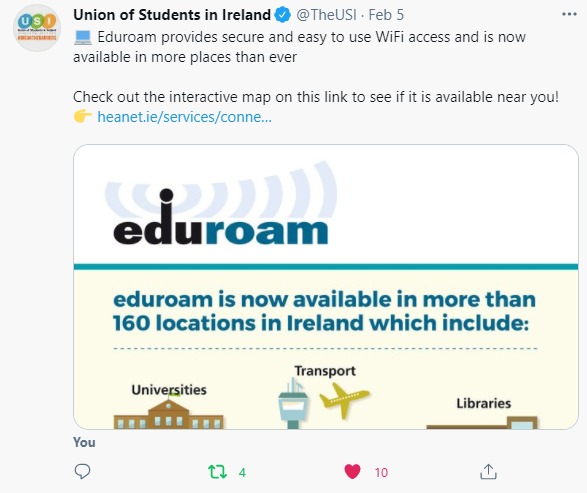 Union of Students in Ireland @TheUSI · Feb 5
Eduroam provides secure and easy to use WiFi access and is now
available in more places than ever
Check out the interactive map on this link to see if it is available near you!
heanet.ie/services/conne...
eduroam
eduroam is now available in more than
160 locations in Ireland which include:
Transport
Universities
Libraries
You
4
10
USI